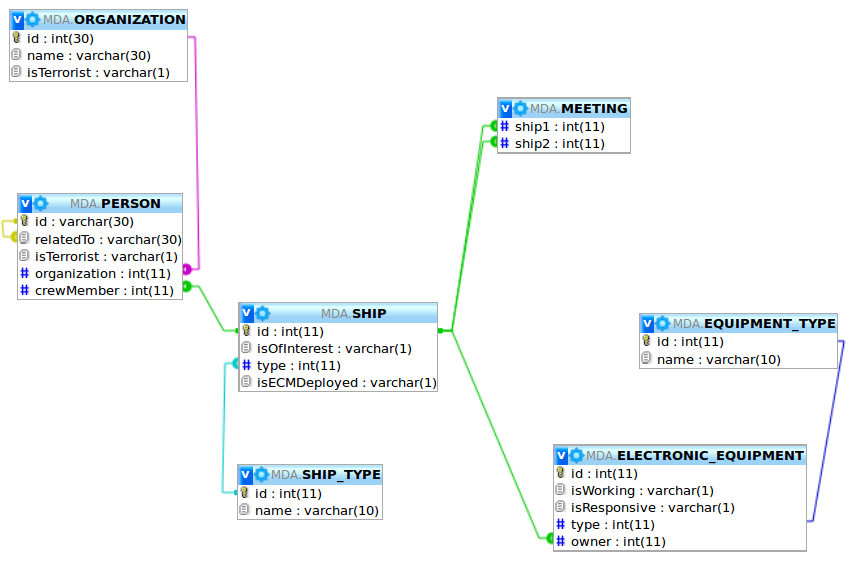 MDA.ORGANIZATION
id : int(30)
name : varchar(30)
isTerrorist : varchar(1)
MDA.MEETING
ship1 : int(11)
ship2 : int(11)
MDA.PERSON
id : varchar(30)
relatedTo : varchar(30)
isTerrorist : varchar(1)
# organization : int(11)
# crewMember : int(11)
MDA.SHIP
id : int(11)
isOfInterest : varchar(1)
# type : int(11)
isECMDeployed : varchar(1)
MDA.EQUIPMENT_TYPE
id : int(11)
name : varchar(10)
MDA.SHIP_TYPE
id : int(11)
name : varchar(10)
MDA.ELECTRONIC_EQUIPMENT
id : int(11)
isWorking : varchar(1)
isResponsive : varchar(1)
# type : int(11)
# owner : int(11)